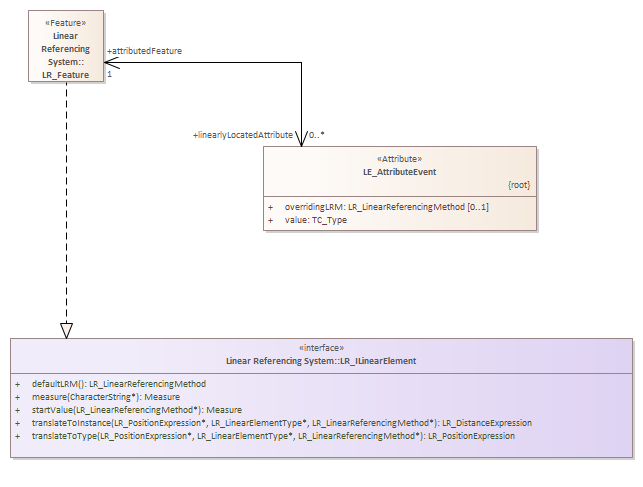 «Feature»
Linear
Referencing
System::
LR_Feature
+attributedFeature
1
+linearlyLocatedAttribute
0..*
«Attribute»
LE_AttributeEvent
{root}
+ overridingLRM: LR_LinearReferencingMethod [0..1]
+ value: TC_Type
«interface»
Linear Referencing System::LR_ILinearElement
+ defaultLRM(): LR_LinearReferencingMethod
+ measure(CharacterString*): Measure
+ startValue(LR_LinearReferencingMethod*): Measure
+ translateToInstance(LR_PositionExpression*, LR_LinearElementType*, LR_LinearReferencingMethod*): LR_DistanceExpression
+ translateToType(LR_PositionExpression*, LR_LinearElementType*, LR_LinearReferencingMethod*): LR_PositionExpression